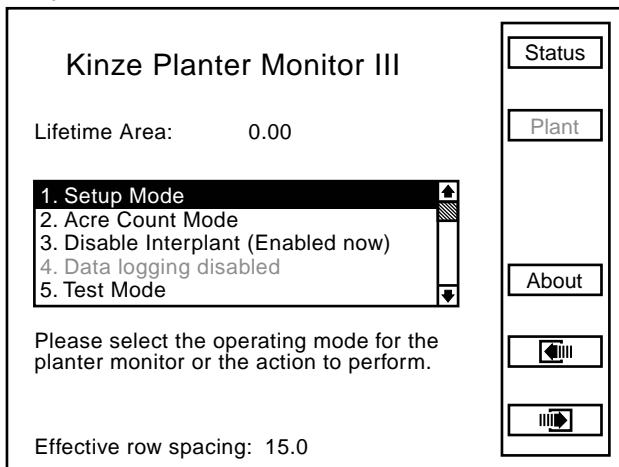 Kinze Planter Monitor III
Lifetime Area: 0.00
1. Setup Mode
2. Acre Count Mode
3. Disable Interplant (Enabled now)
4. Data logging disabled
5. Test Mode
Please select the operating mode for the
planter monitor or the action to perform.
Effective row spacing: 15.0
Status
Plant
About